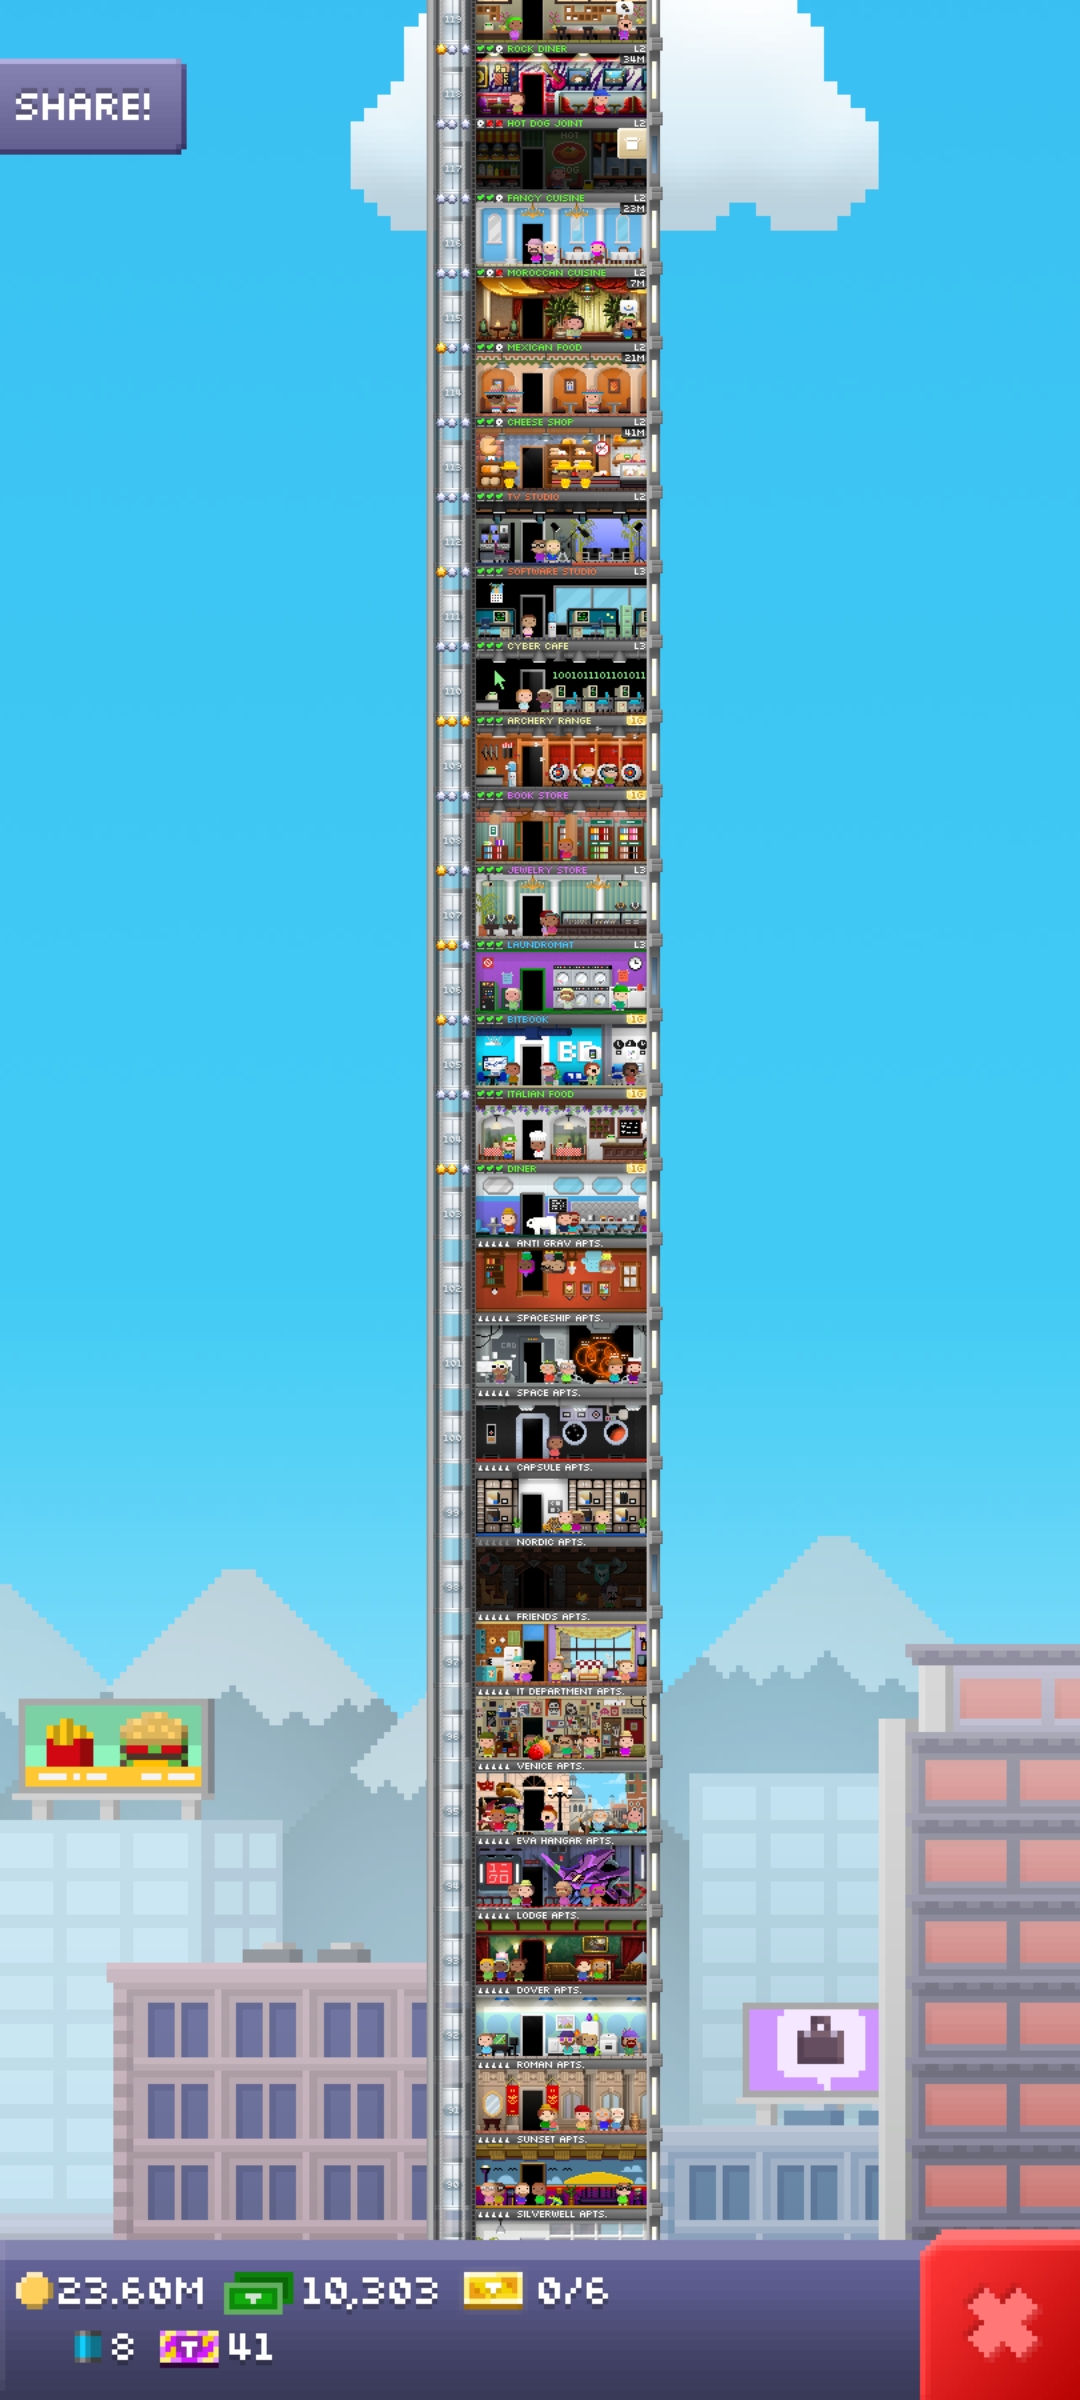 119
ROCK DINER L2
SHARE!
34M
118
HOT DOG JOINT L2
HOT
DOG
117
FANCY CUISINE L2
23M
116
MOROCCAN CUISINE L2
7M
115
MEXICAN FOOD L2
21M
114
CHEESE SHOP L2
41M
113
TV STUDIO L2
112
SOFTWARE STUDIO L3
111
CYBER CAFE L3
1001011101101011
110
ARCHERY RANGE 1G
109
BOOK STORE 1G
108
JEWELRY STORE L3
107
LAUNDROMAT L3
106
BITBOOK 1G
BB
105
ITALIAN FOOD 1G
104
DINER 1G
103
ANTI GRAV APTS.
102
SPACESHIP APTS.
101
SPACE APTS.
100
CAPSULE APTS.
99
NORDIC APTS.
98
FRIENDS APTS.
97
IT DEPARTMENT APTS.
96
VENICE APTS.
95
EVA HANGAR APTS.
94
LODGE APTS.
93
DOVER APTS.
92
ROMAN APTS.
91
SUNSET APTS.
90
SILVERWELL APTS.
23.60M 10,303 0/6
8 41